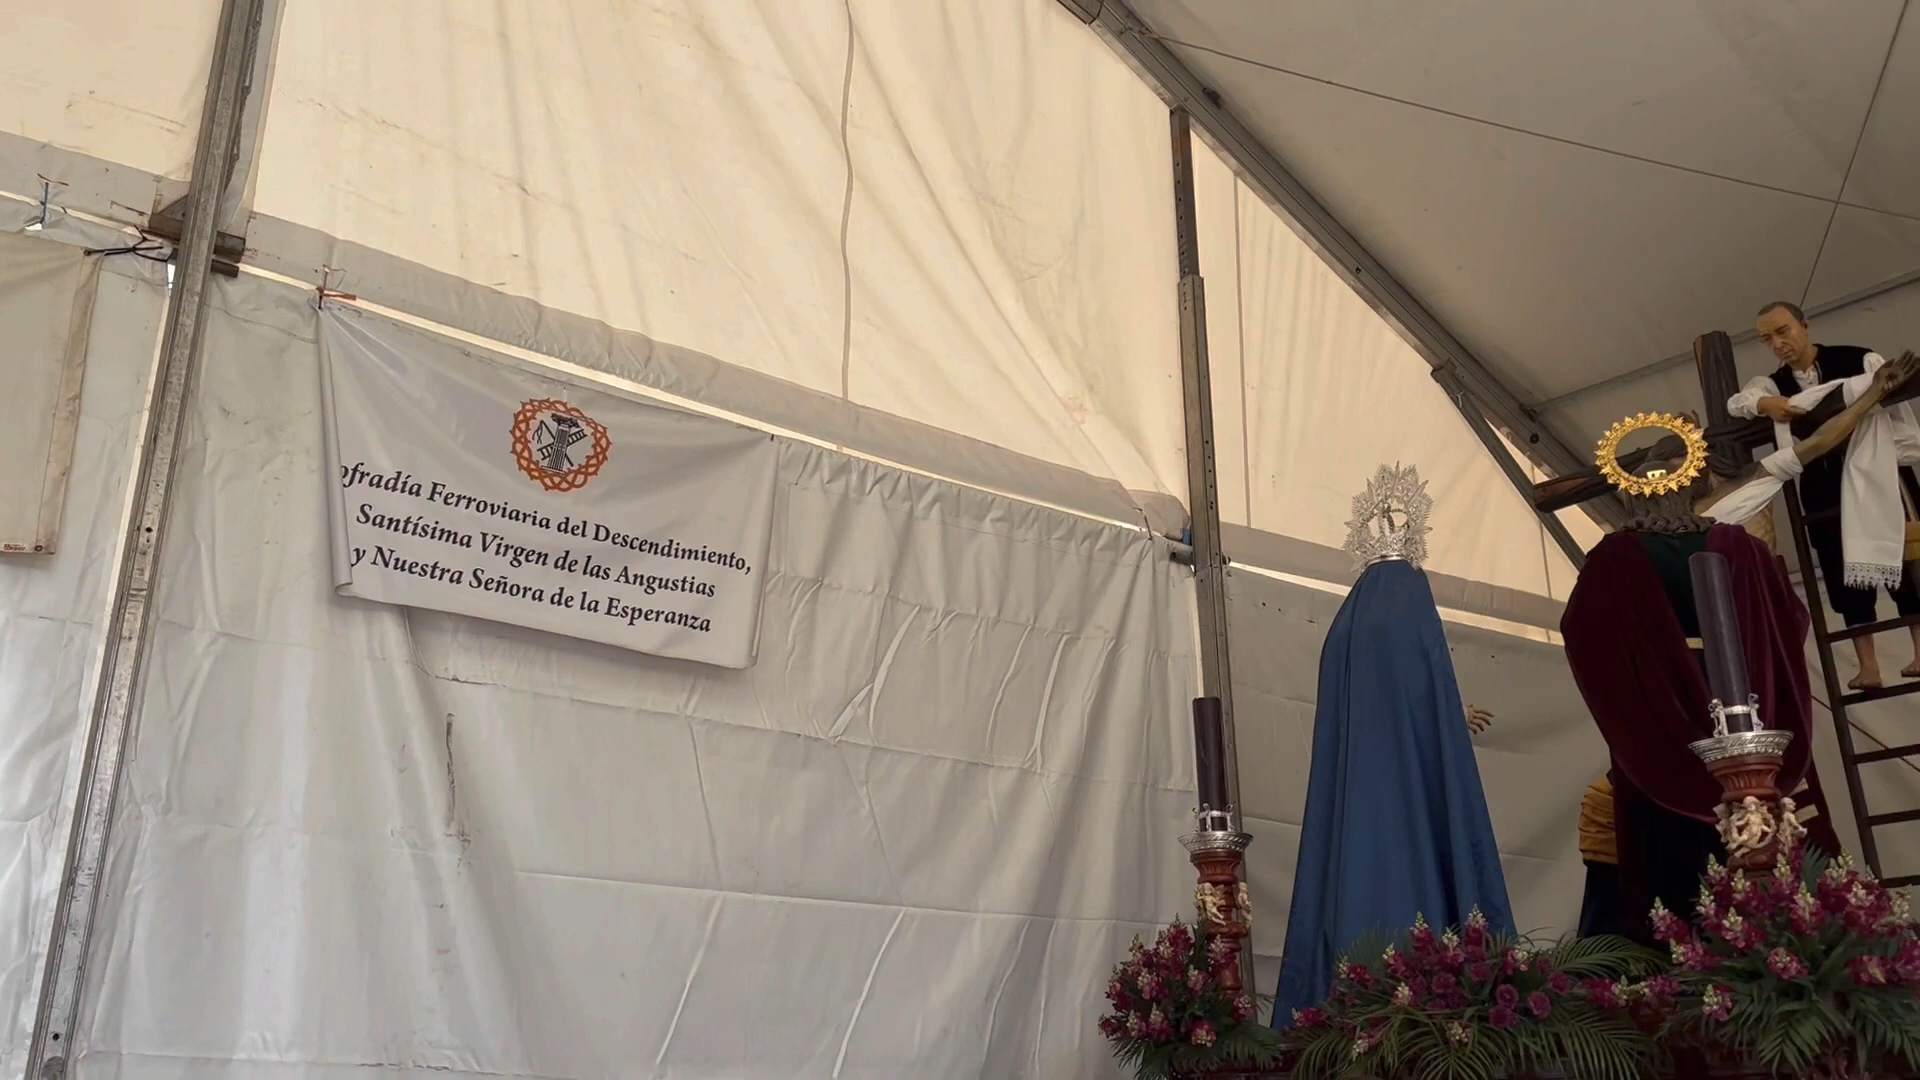 ofradía Ferroviaria del Descendimiento,
Santísima Virgen de las Angustias
y Nuestra Señora de la Esperanza